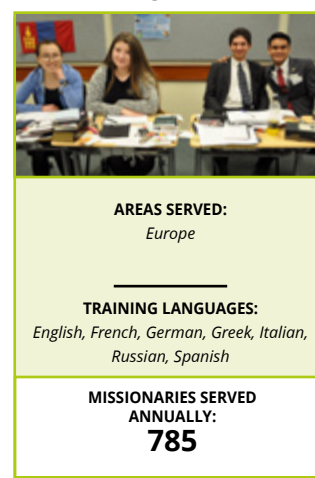 AREAS SERVED:
Europe
TRAINING LANGUAGES:
English, French, German, Greek, Italian,
Russian, Spanish
MISSIONARIES SERVED
ANNUALLY:
785